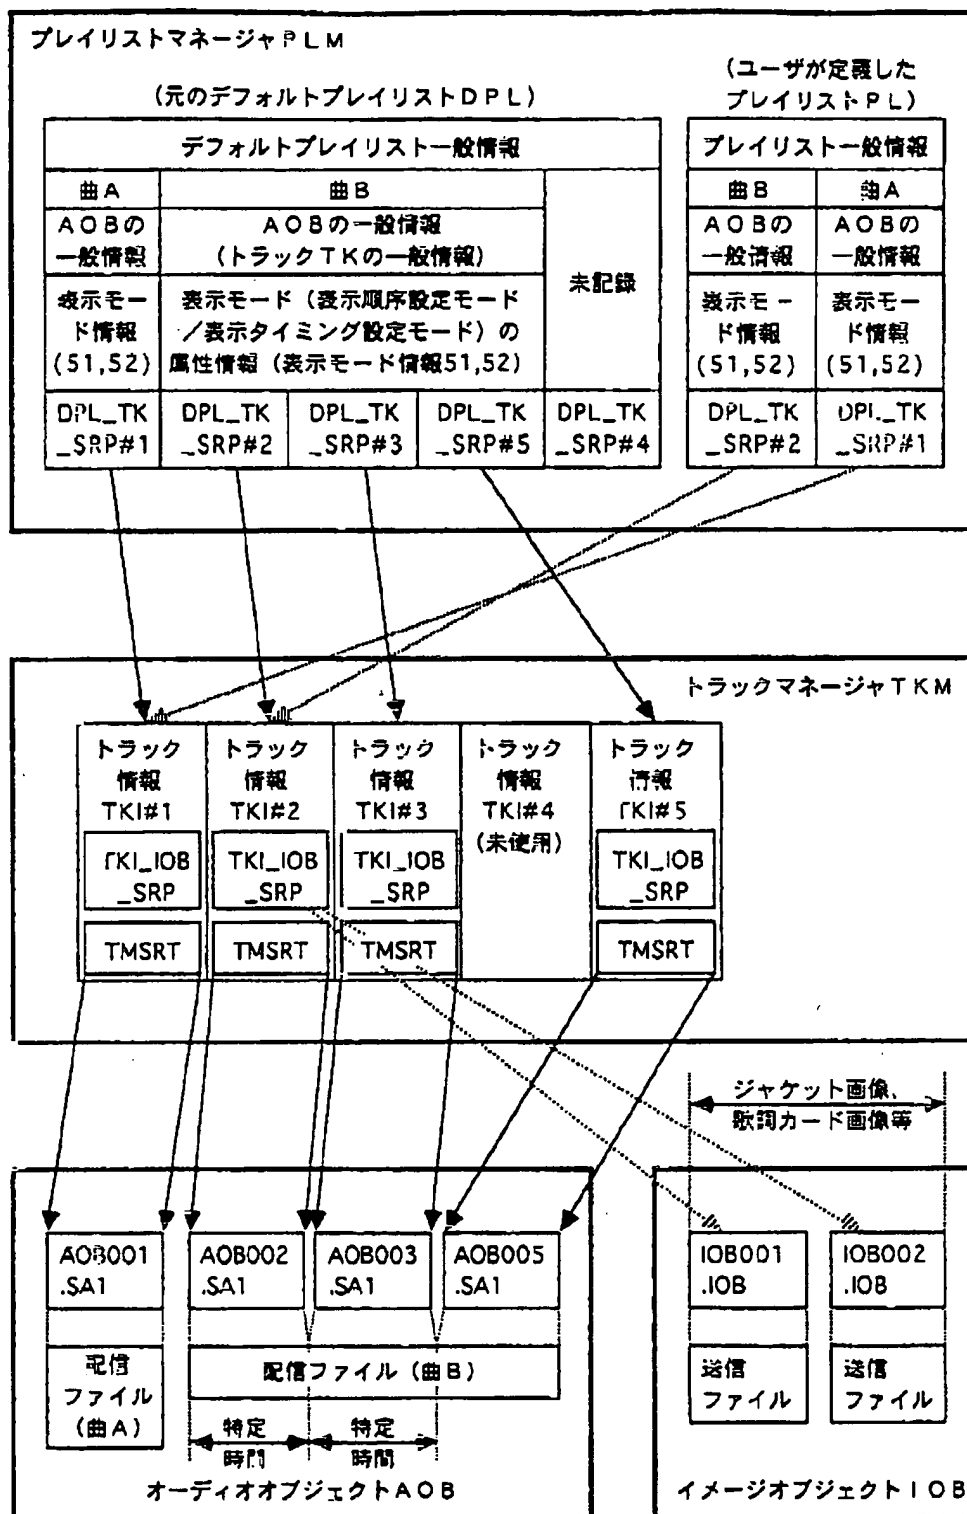 プレイリストマネージャPLM
(元のデフォルトプレイリストDPL)
(ユーザが定義した
プレイリストPL)
デフォルトプレイリスト一般情報
曲A
曲B
AOBの
一般情報
AOBの一般情報
(トラックTKの一般情報)
未記録
表示モー
ド情報
(51,52)
表示モード(表示順序設定モード
/表示タイミング設定モード)の
属性情報(表示モード情報51,52)
DPL_TK
_SRP#1
DPL_TK
_SRP#2
DPL_TK
_SRP#3
DPL_TK
_SRP#5
DPL_TK
_SRP#4
プレイリスト一般情報
曲B
曲A
AOBの
一般情報
AOBの
一般情報
表示モー
ド情報
(51,52)
表示モー
ド情報
(51,52)
DPL_TK
_SRP#2
DPL_TK
_SRP#1
トラックマネージャTKM
トラック
情報
TKI#1
トラック
情報
TKI#2
トラック
情報
TKI#3
トラック
情報
TKI#4
(未使用)
トラック
情報
TKI#5
TKI_IOB
_SRP
TKI_IOB
_SRP
TKI_IOB
_SRP
TKI_IOB
_SRP
TMSRT
TMSRT
TMSRT
TMSRT
ジャケット画像、
歌詞カード画像等
AOB001
.SA1
AOB002
.SA1
AOB003
.SA1
AOB005
.SA1
IOB001
.IOB
IOB002
.IOB
配信
ファイル
(曲A)
配信ファイル(曲B)
送信
ファイル
送信
ファイル
特定
時間
特定
時間
オーディオオブジェクトAOB
イメージオブジェクトIOB